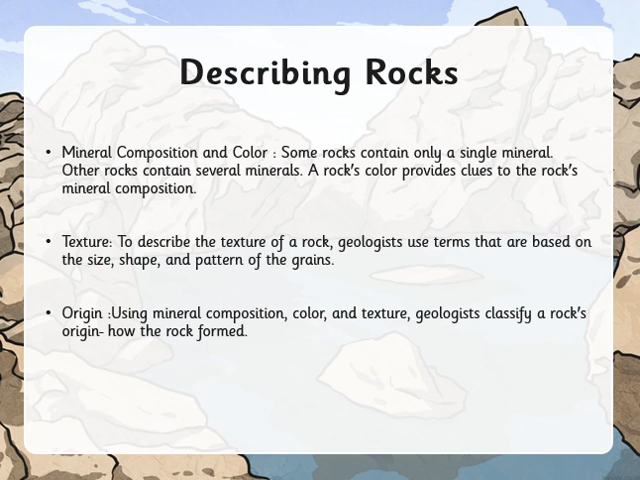 Describing Rocks
• Mineral Composition and Color : Some rocks contain only a single mineral.
Other rocks contain several minerals. A rock's color provides clues to the rock's
mineral composition.
• Texture: To describe the texture of a rock, geologists use terms that are based on
the size, shape, and pattern of the grains.
• Origin :Using mineral composition, color, and texture, geologists classify a rock's
origin- how the rock formed.